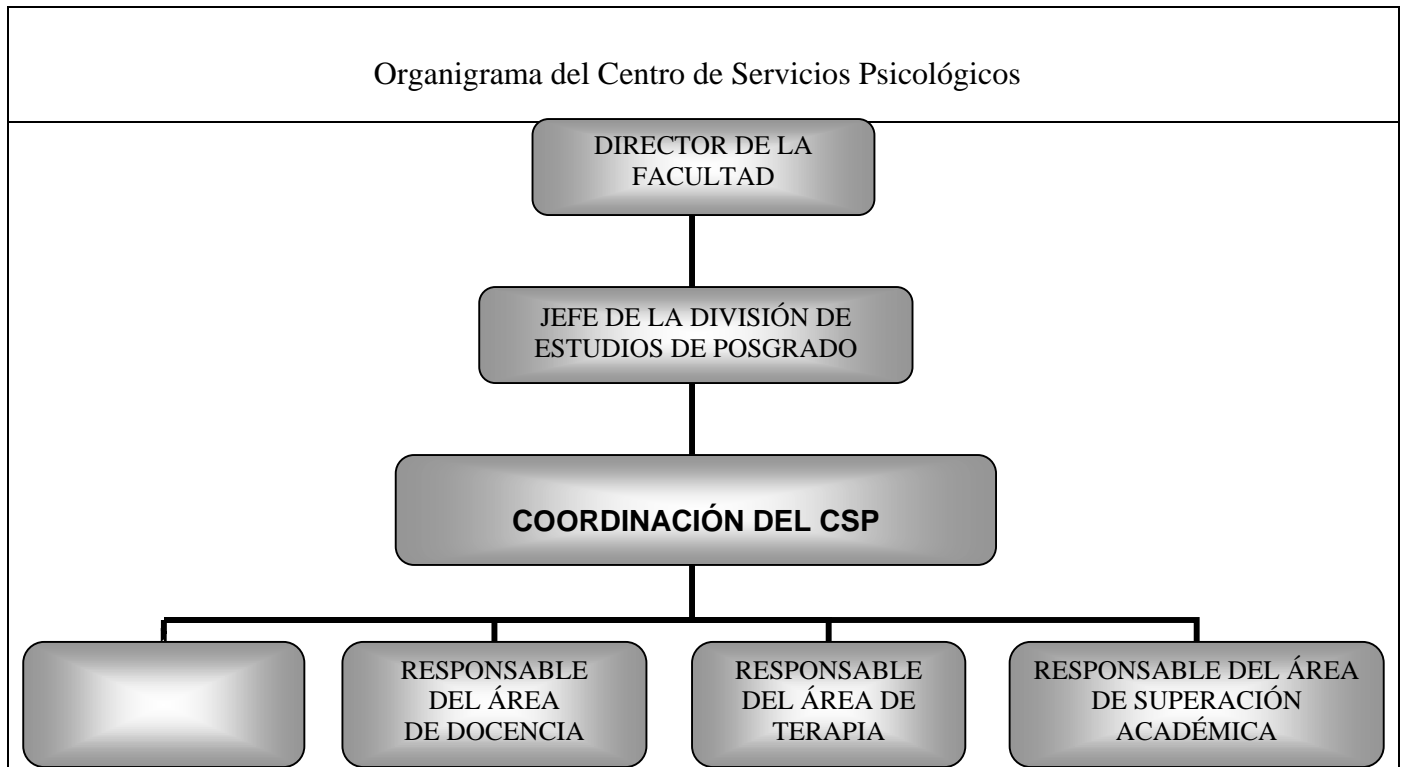 Organigrama del Centro de Servicios Psicológicos
DIRECTOR DE LA
FACULTAD
JEFE DE LA DIVISIÓN DE
ESTUDIOS DE POSGRADO
COORDINACIÓN DEL CSP
RESPONSABLE
DEL ÁREA
DE DOCENCIA
RESPONSABLE
DEL ÁREA DE
TERAPIA
RESPONSABLE DEL ÁREA
DE SUPERACIÓN
ACADÉMICA